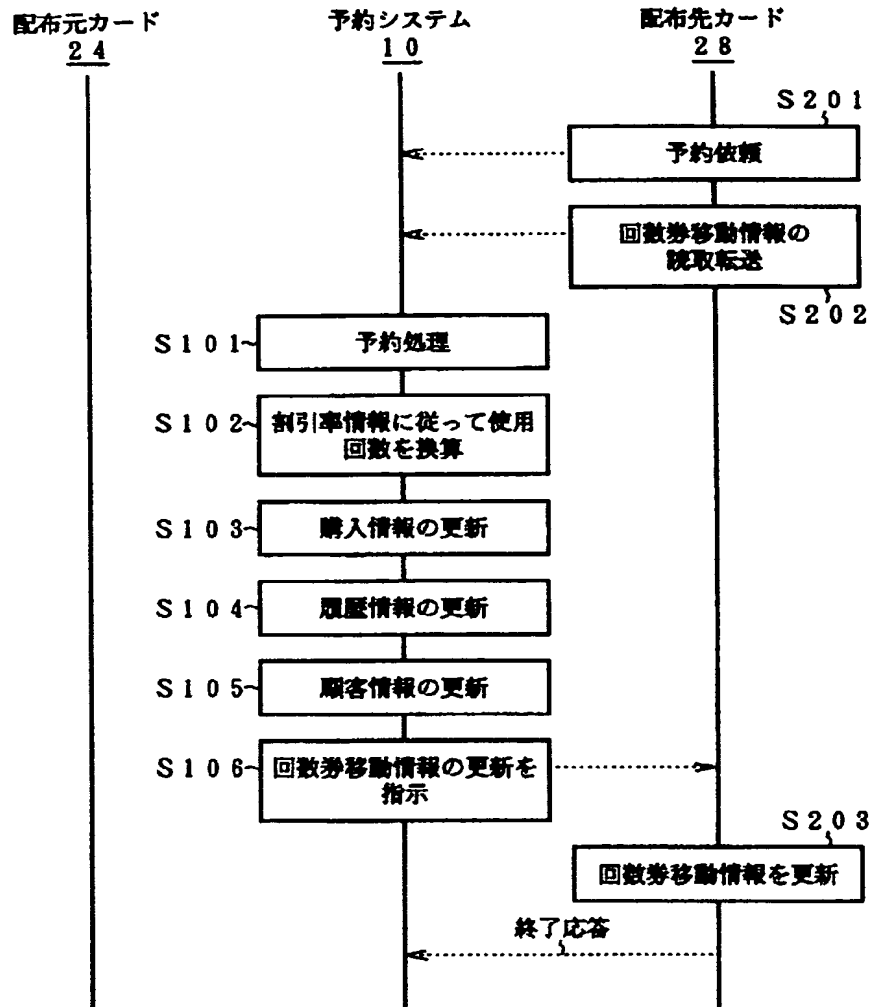 配布元カード
予約システム
配布先カード
24
10
28
S201
予約依頼
回数券移動情報の
読取転送
S202
S101
予約処理
S102
割引率情報に従って使用
回数を換算
S103
購入情報の更新
S104
履歴情報の更新
S105
顧客情報の更新
S106
回数券移動情報の更新を
指示
S203
回数券移動情報を更新
終了応答